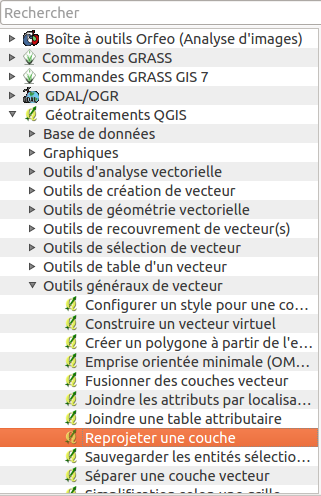 Rechercher
Boîte à outils Orfeo (Analyse d'images)
Commandes GRASS
Commandes GRASS GIS 7
GDAL/OGR
Géotraitements QGIS
Base de données
Graphiques
Outils d'analyse vectorielle
Outils de création de vecteur
Outils de géométrie vectorielle
Outils de recouvrement de vecteur(s)
Outils de sélection de vecteur
Outils de table d'un vecteur
Outils généraux de vecteur
Configurer un style pour une co...
Construire un vecteur virtuel
Créer un polygone à partir de l'e...
Emprise orientée minimale (OM...
Fusionner des couches vecteur
Joindre les attributs par localisa...
Joindre une table attributaire
Reprojeter une couche
Sauvegarder les entités sélectio...
Séparer une couche vecteur
Simplification selon une grille